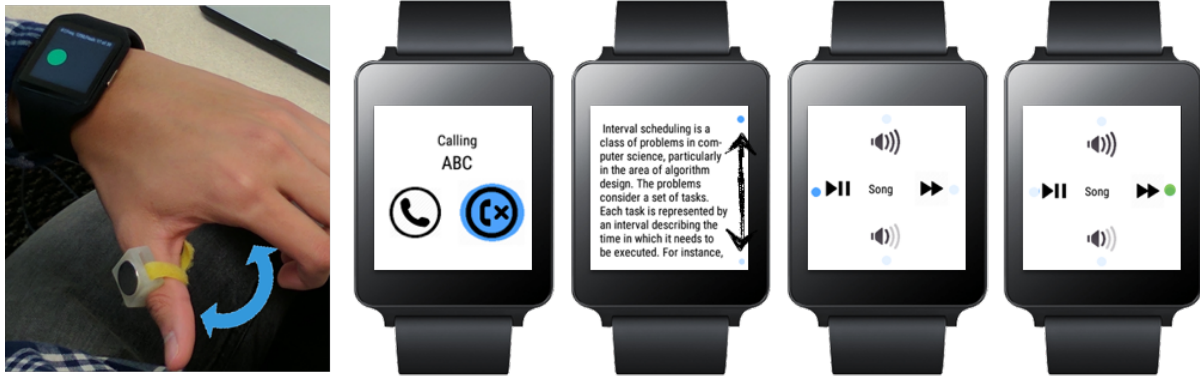 Calling
ABC
Interval scheduling is a
class of problems in com-
puter science, particularly
in the area of algorithm
design. The problems
consider a set of tasks.
Each task is represented by
an interval describing the
time in which it needs to
be executed. For instance,
Song
Song